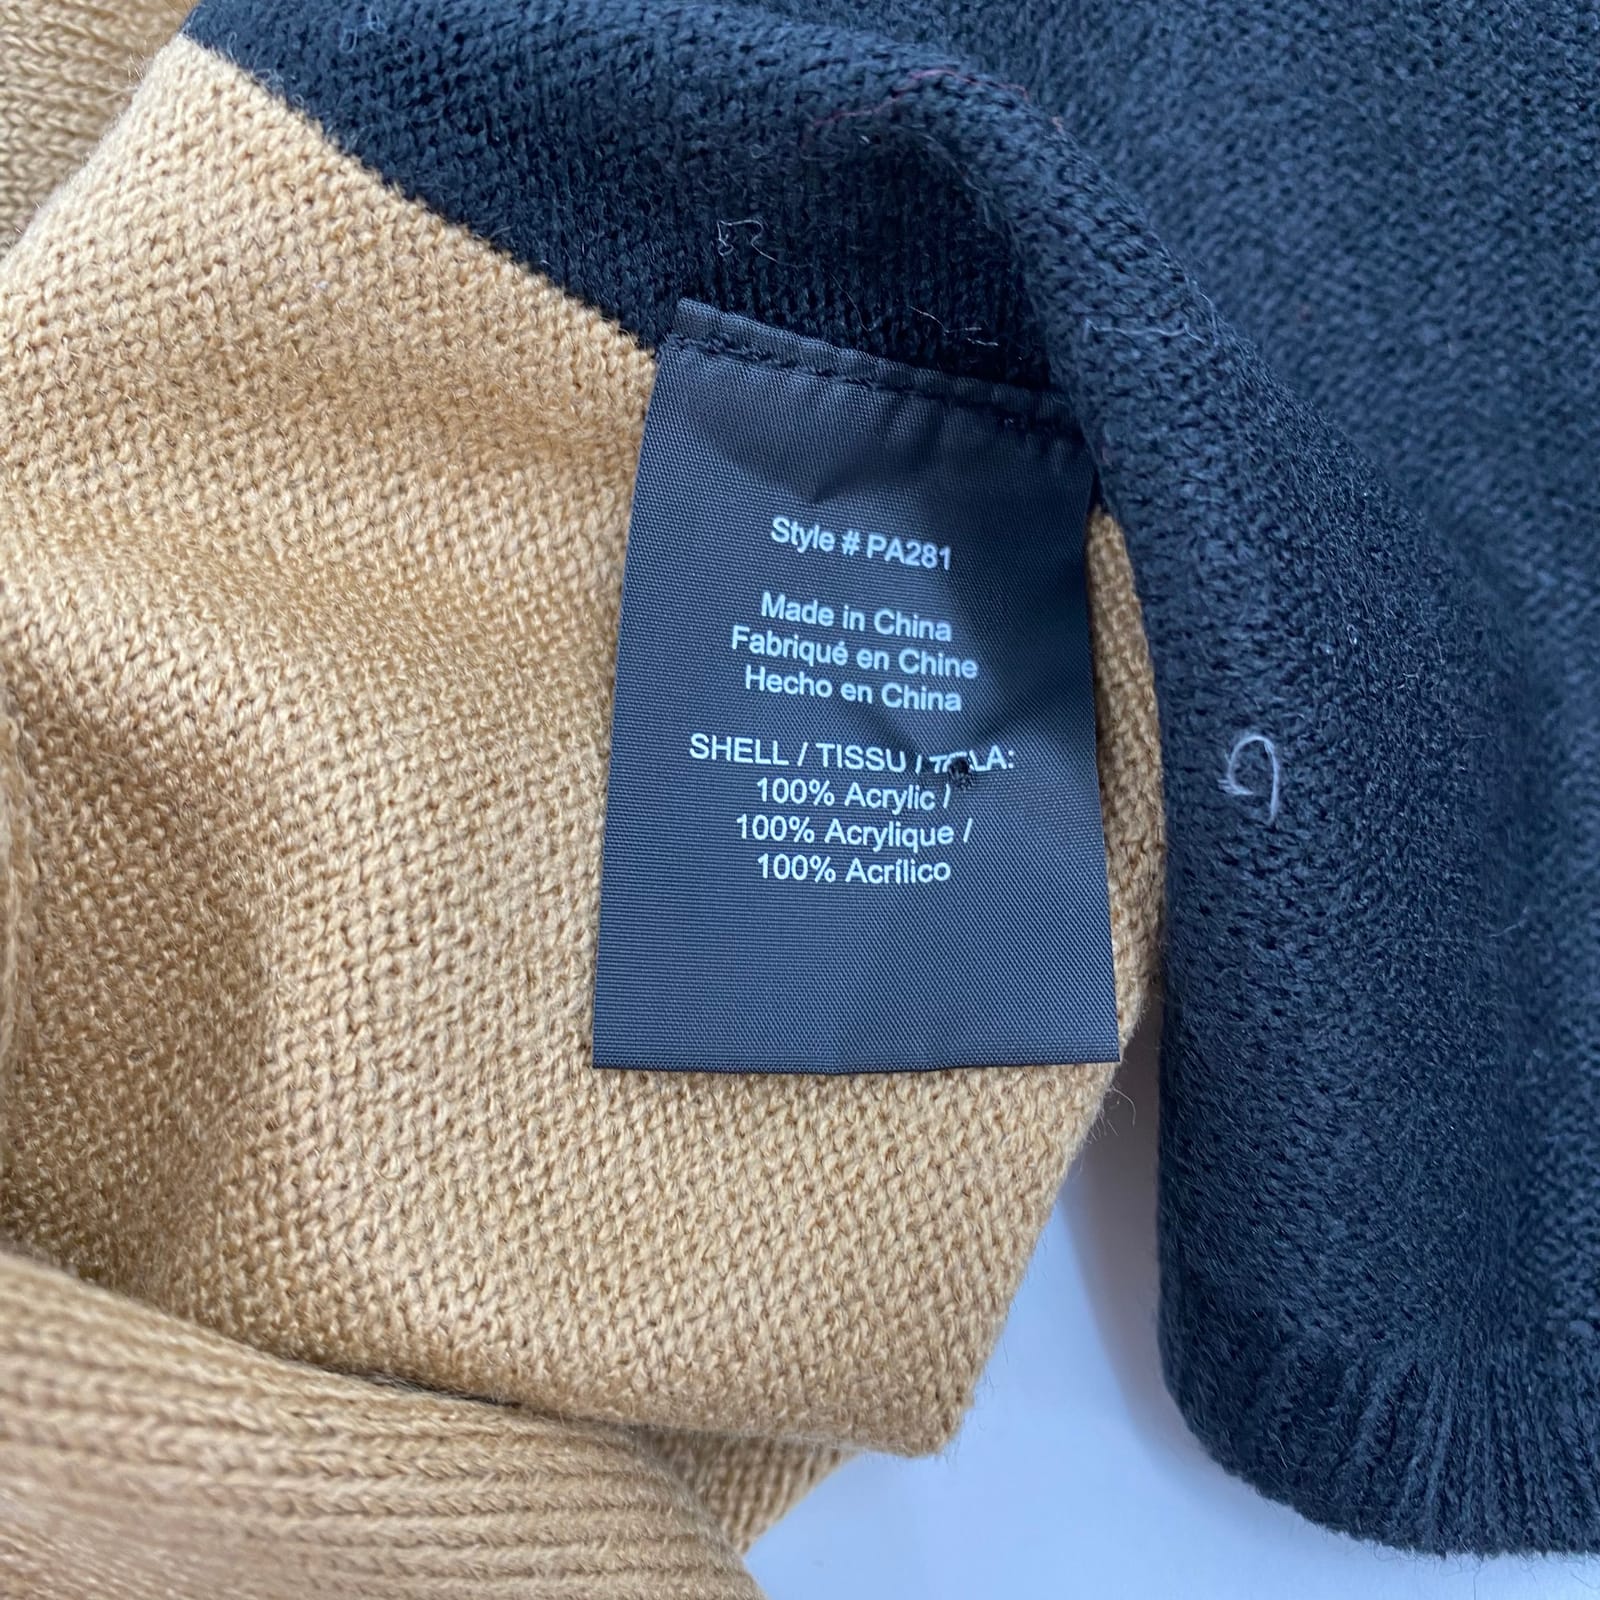 Style # PA281
Made in China
Fabriqué en Chine
Hecho en China
SHELL / TISSU /
100% Acrylic /
100% Acrylique /
100% Acrílico